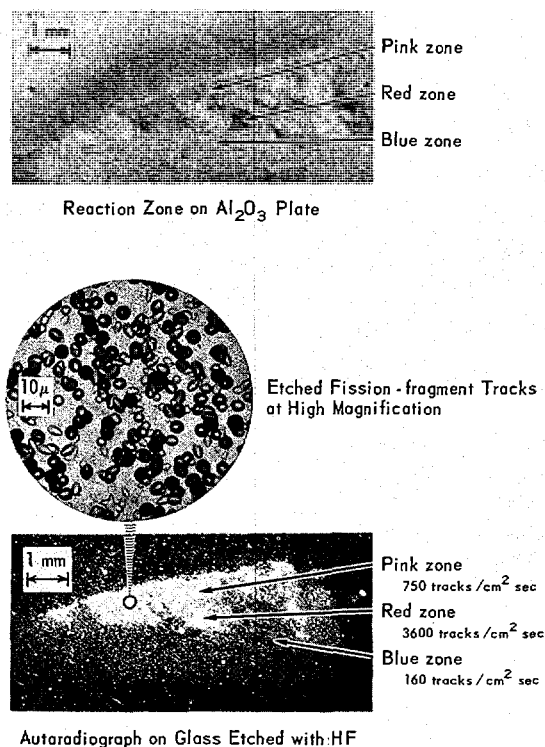 1 mm
Pink zone
Red zone
Blue zone
Reaction Zone on Al₂O₃ Plate
10μ
Etched Fission - fragment Tracks
at High Magnification
1 mm
Pink zone
750 tracks/cm² sec
Red zone
3600 tracks/cm² sec
Blue zone
160 tracks/cm² sec
Autaradiograph on Glass Etched with HF